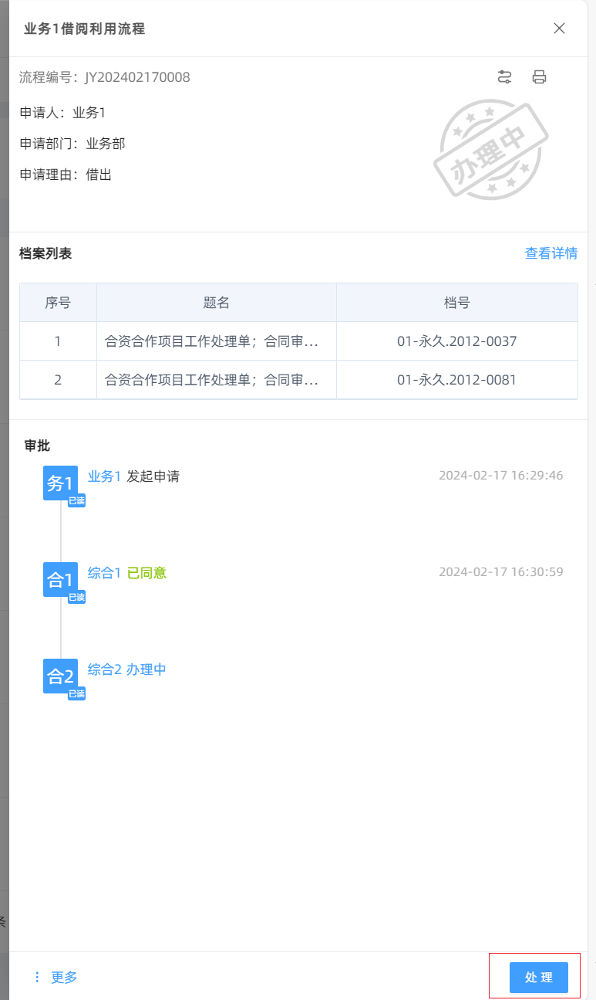 业务1借阅利用流程
流程编号：JY202402170008
申请人：业务1
申请部门：业务部
申请理由：借出
办理中
档案列表 查看详情
序号 题名 档号
1 合资合作项目工作处理单；合同审... 01-永久.2012-0037
2 合资合作项目工作处理单；合同审... 01-永久.2012-0081
审批
务1 业务1 发起申请 2024-02-17 16:29:46
已读
合1 综合1 已同意 2024-02-17 16:30:59
已读
合2 综合2 办理中
已读
条
更多 处 理